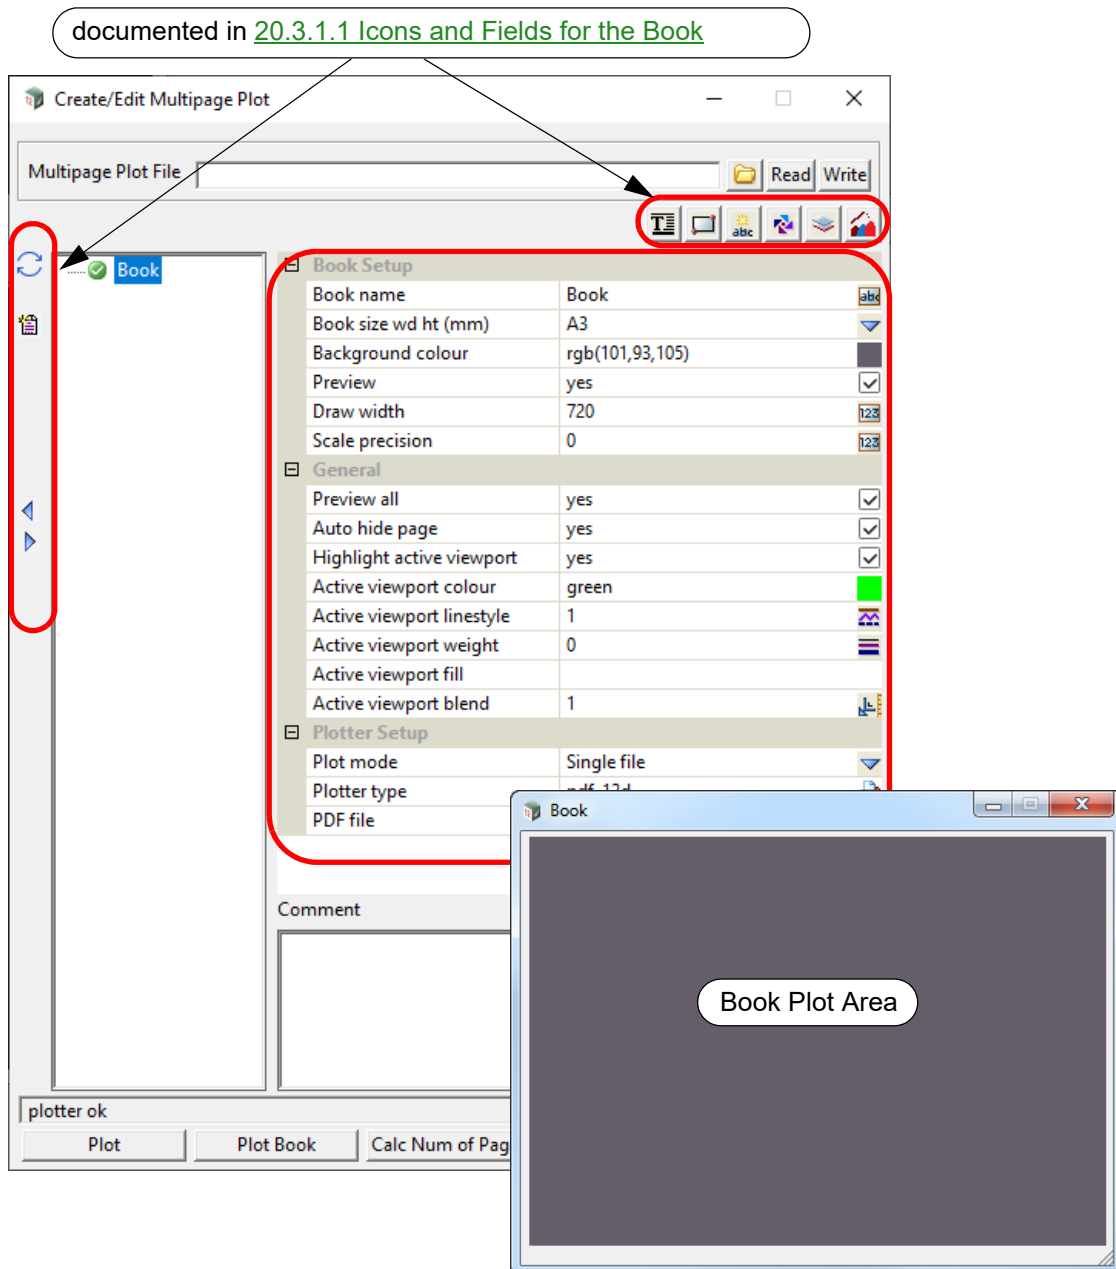 documented in 20.3.1.1 Icons and Fields for the Book
Create/Edit Multipage Plot
Multipage Plot File
Read Write
abc
Book
Book Setup
Book name Book abc
Book size wd ht (mm) A3
Background colour rgb(101,93,105)
Preview yes
Draw width 720 123
Scale precision 0 123
General
Preview all yes
Auto hide page yes
Highlight active viewport yes
Active viewport colour green
Active viewport linestyle 1
Active viewport weight 0
Active viewport fill
Active viewport blend 1
Plotter Setup
Plot mode Single file
Plotter type
PDF file
Book
Comment
Book Plot Area
plotter ok
Plot Plot Book Calc Num of Pag